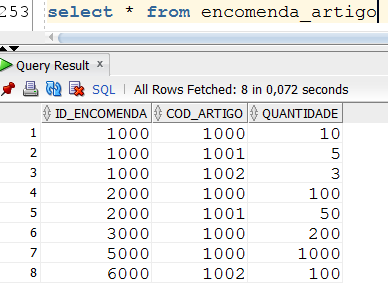 253 select * from encomenda_artigo
Query Result ×
SQL | All Rows Fetched: 8 in 0,072 seconds
ID_ENCOMENDA COD_ARTIGO QUANTIDADE
1 1000 1000 10
2 1000 1001 5
3 1000 1002 3
4 2000 1000 100
5 2000 1001 50
6 3000 1000 200
7 5000 1000 1000
8 6000 1002 100